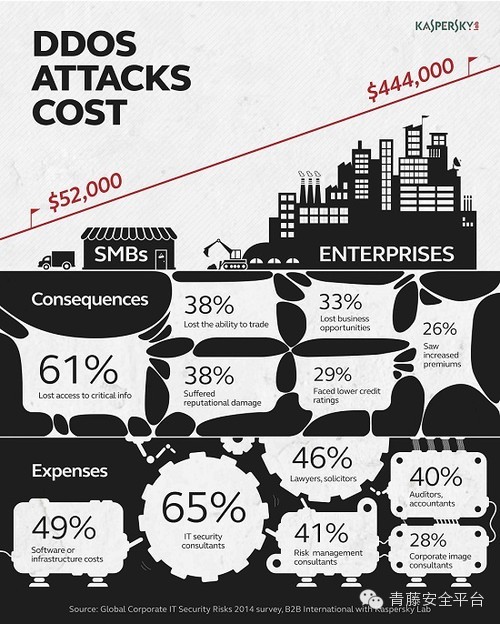 KASPERSKY lab
DDOS
ATTACKS
COST
$444,000
$52,000
SMBs
ENTERPRISES
Consequences
38%
Lost the ability to trade
33%
Lost business
opportunities
26%
Saw
increased
premiums
61%
Lost access to critical info
38%
Suffered
reputational damage
29%
Faced lower credit
ratings
Expenses
46%
Lawyers, solicitors
40%
Auditors,
accountants
65%
IT security
consultants
49%
Software or
infrastructure costs
41%
Risk management
consultants
28%
Corporate image
consultants
青藤安全平台
Source: Global Corporate IT Security Risks 2014 survey, B2B International with Kaspersky Lab